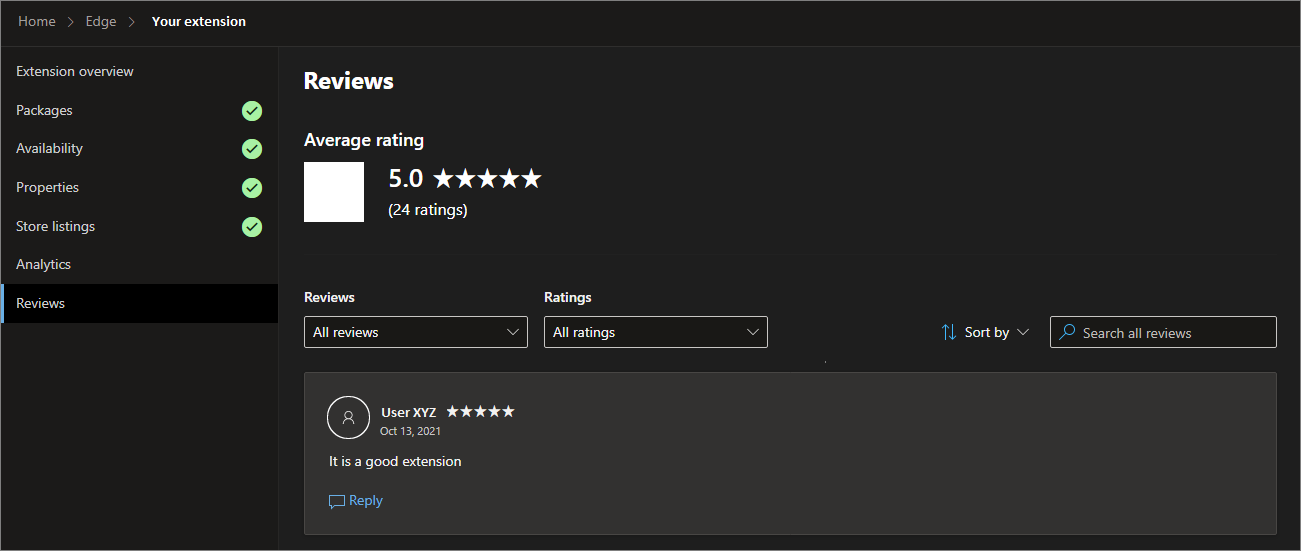 Home > Edge > Your extension
Extension overview
Packages
Availability
Properties
Store listings
Analytics
Reviews
Reviews
Average rating
5.0 ★★★★★
(24 ratings)
Reviews
Ratings
All reviews
All ratings
Sort by
Search all reviews
User XYZ ★★★★★
Oct 13, 2021
It is a good extension
Reply